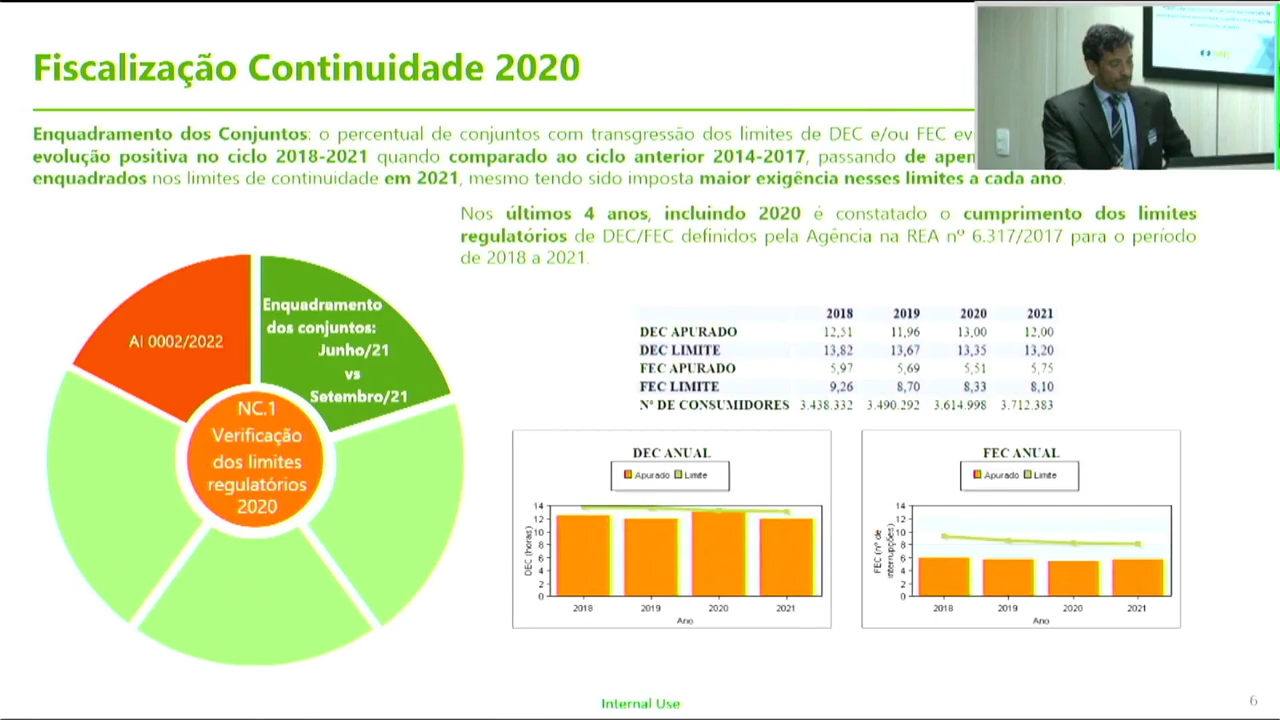 Fiscalização Continuidade 2020
Enquadramento dos Conjuntos: o percentual de conjuntos com transgressão dos limites de DEC e/ou FEC
evolução positiva no ciclo 2018-2021 quando comparado ao ciclo anterior 2014-2017, passando de
enquadrados nos limites de continuidade em 2021, mesmo tendo sido imposta maior exigência nesses limites a cada ano.
Nos últimos 4 anos, incluindo 2020 é constatado o cumprimento dos limites
regulatórios de DEC/FEC definidos pela Agência na REA nº 6.317/2017 para o período
de 2018 a 2021.
AI 0002/2022
Enquadramento
dos conjuntos:
Junho/21
vs
Setembro/21
NC.1
Verificação
dos limites
regulatórios
2020
2018 2019 2020 2021
DEC APURADO 12,51 11,96 13,00 12,00
DEC LIMITE 13,82 13,67 13,35 13,20
FEC APURADO 5,97 5,69 5,51 5,75
FEC LIMITE 9,26 8,70 8,33 8,10
Nº DE CONSUMIDORES 3.438.332 3.490.292 3.614.998 3.712.383
DEC ANUAL
Apurado Limite
DEC (horas)
14
12
10
8
6
4
2
0
2018 2019 2020 2021
Ano
FEC ANUAL
Apurado Limite
FEC (nº de
interrupções)
14
12
10
8
6
4
2
0
2018 2019 2020 2021
Ano
Internal Use
6